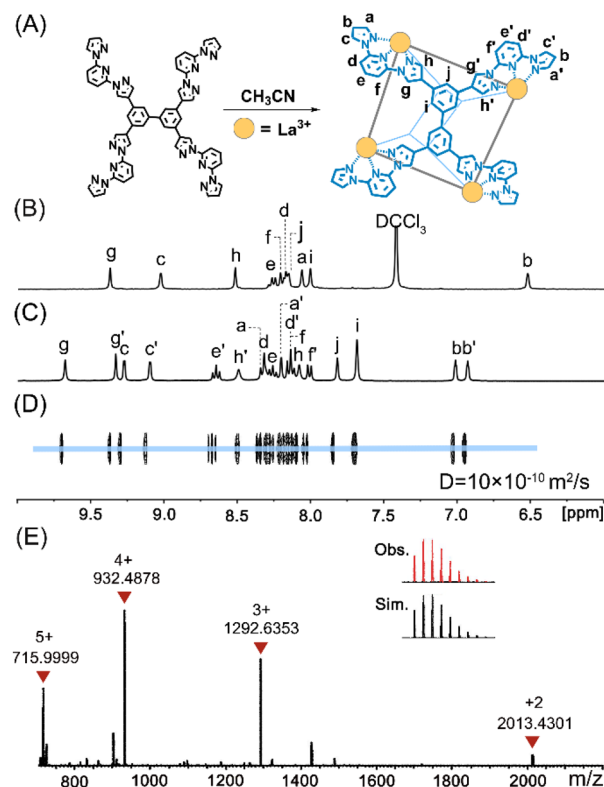 (A)
CH₃CN
= La³⁺
N N N N N N N N N N
N N N N N N N N N N
b a c d e f g h i j
f' e' d' c' b a' g' h'
(B)
g c h e f d j a i DCCl₃ b
(C)
g g' c c' e' h' a d e a' d' f h f' j i b b'
(D)
D=10×10⁻¹⁰ m²/s
9.5 9.0 8.5 8.0 7.5 7.0 6.5 [ppm]
(E)
5+
715.9999
4+
932.4878
3+
1292.6353
+2
2013.4301
Obs.
Sim.
800 1000 1200 1400 1600 1800 2000 m/z